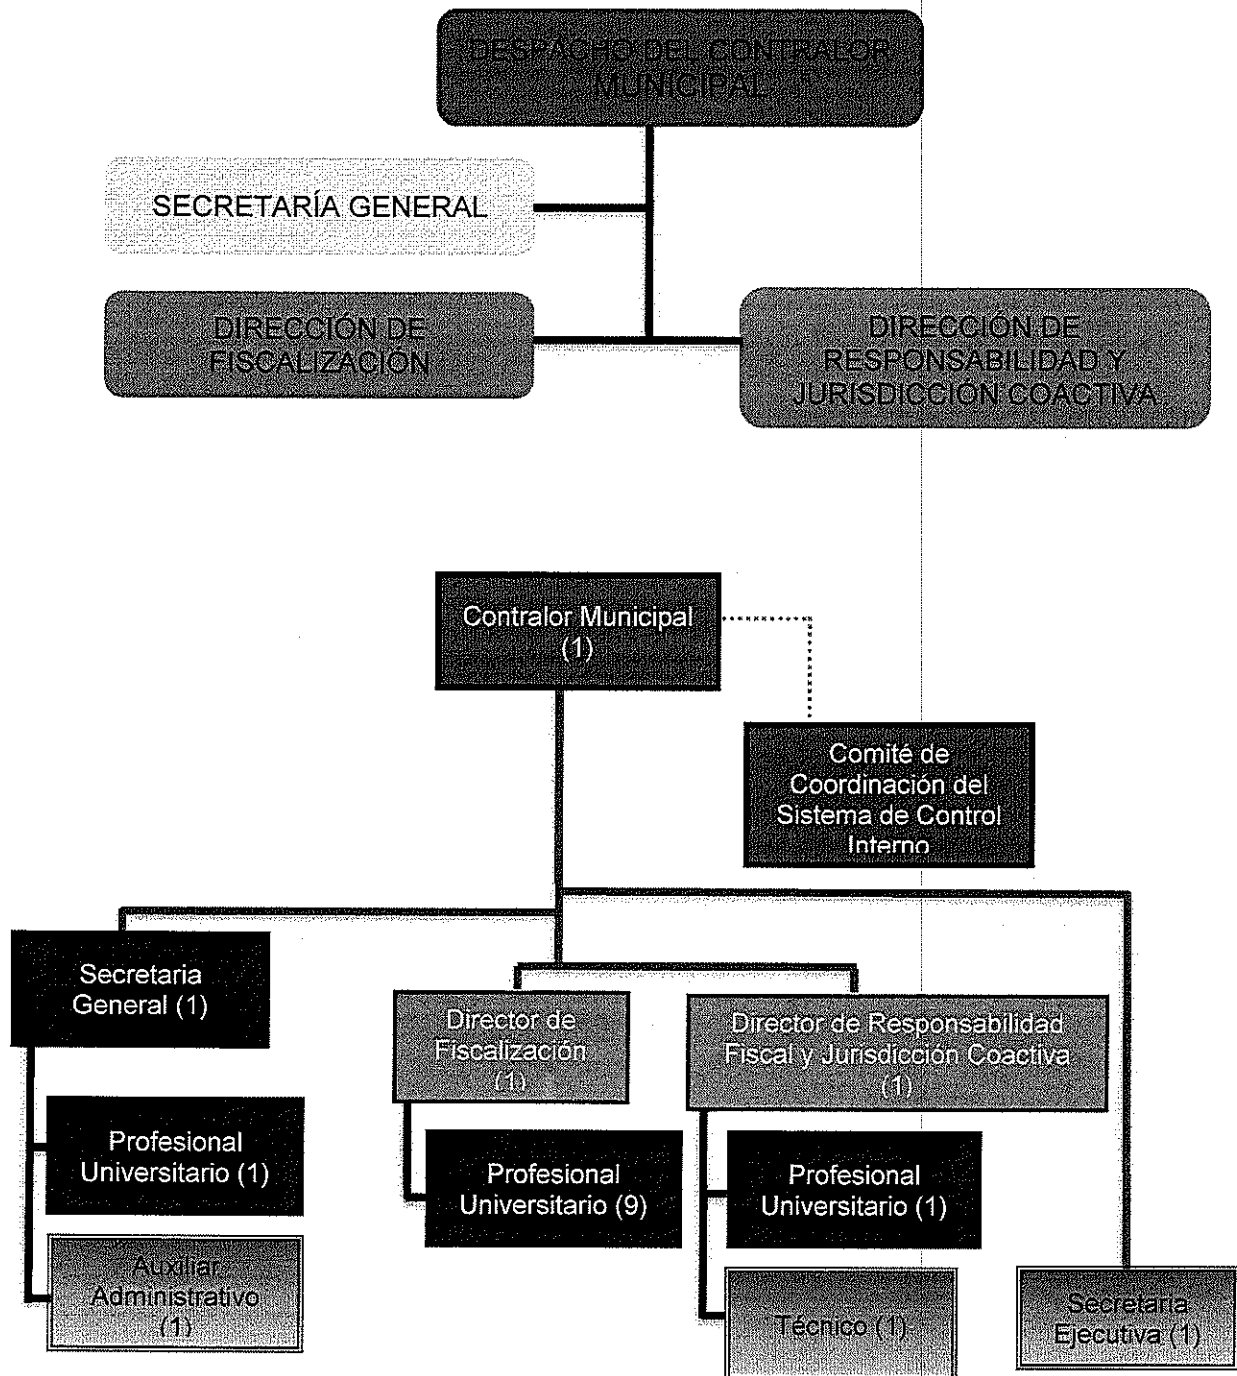 DESPACHO DEL CONTRALOR
MUNICIPAL
SECRETARÍA GENERAL
DIRECCIÓN DE
FISCALIZACIÓN
DIRECCIÓN DE
RESPONSABILIDAD Y
JURISDICCIÓN COACTIVA
Contralor Municipal
(1)
Comité de
Coordinación del
Sistema de Control
Interno
Secretaria
General (1)
Director de
Fiscalización
(1)
Director de Responsabilidad
Fiscal y Jurisdicción Coactiva
(1)
Profesional
Universitario (1)
Profesional
Universitario (9)
Profesional
Universitario (1)
Auxiliar
Administrativo
(1)
Técnico (1)
Secretaria
Ejecutiva (1)